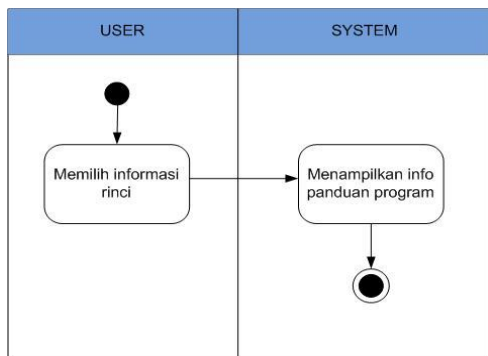 USER
SYSTEM
Memilih informasi
rinci
Menampilkan info
panduan program